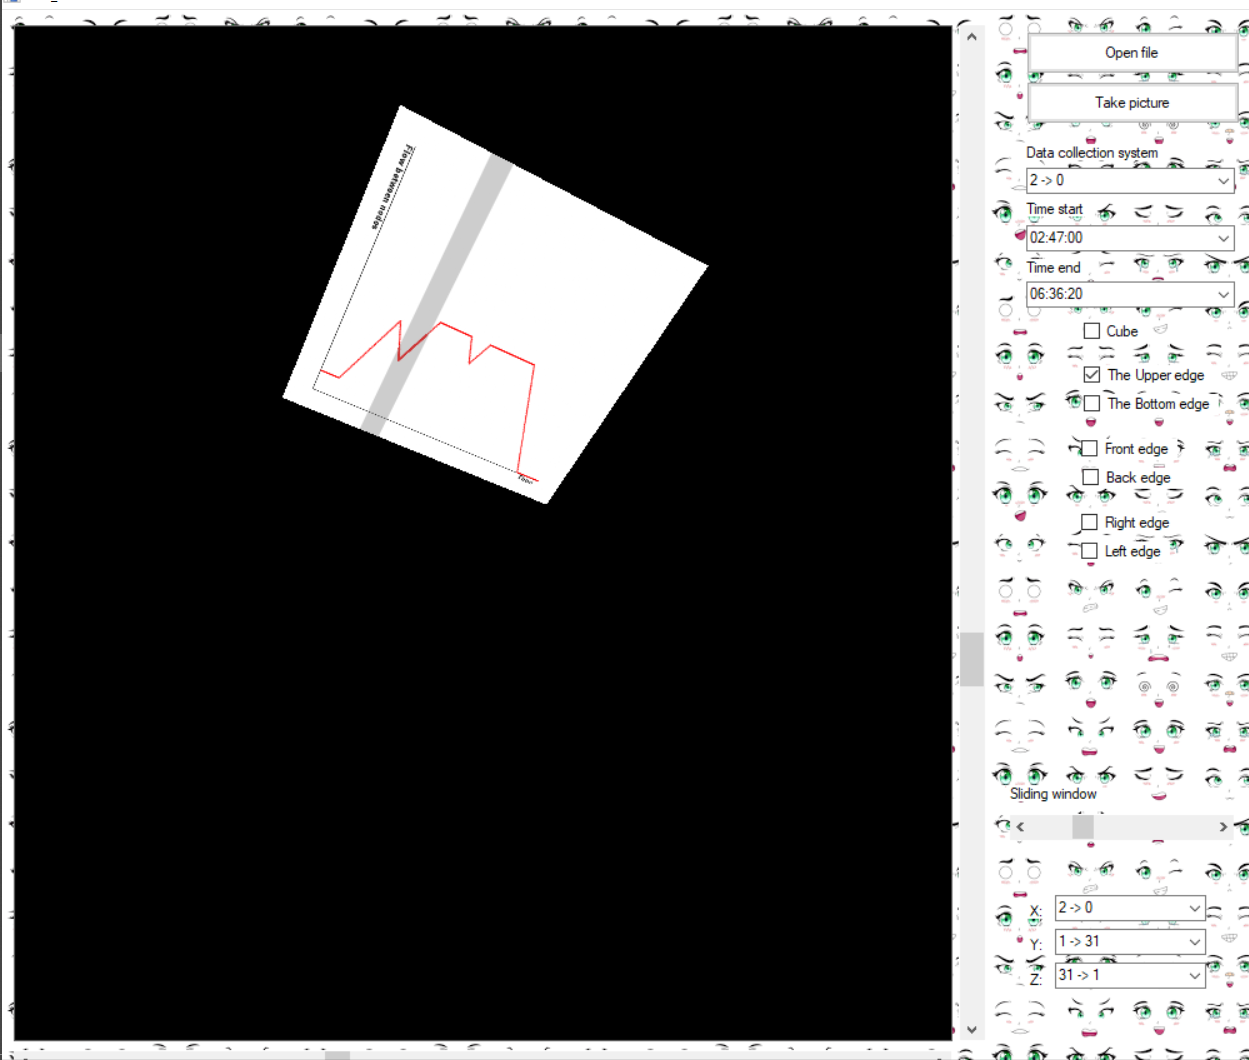 Open file
Take picture
Data collection system
2 -> 0
Time start
02:47:00
Time end
06:36:20
Cube
The Upper edge
The Bottom edge
Front edge
Back edge
Right edge
Left edge
Flow between nodes
Sliding window
X: 2 -> 0
Y: 1 -> 31
Z: 31 -> 1